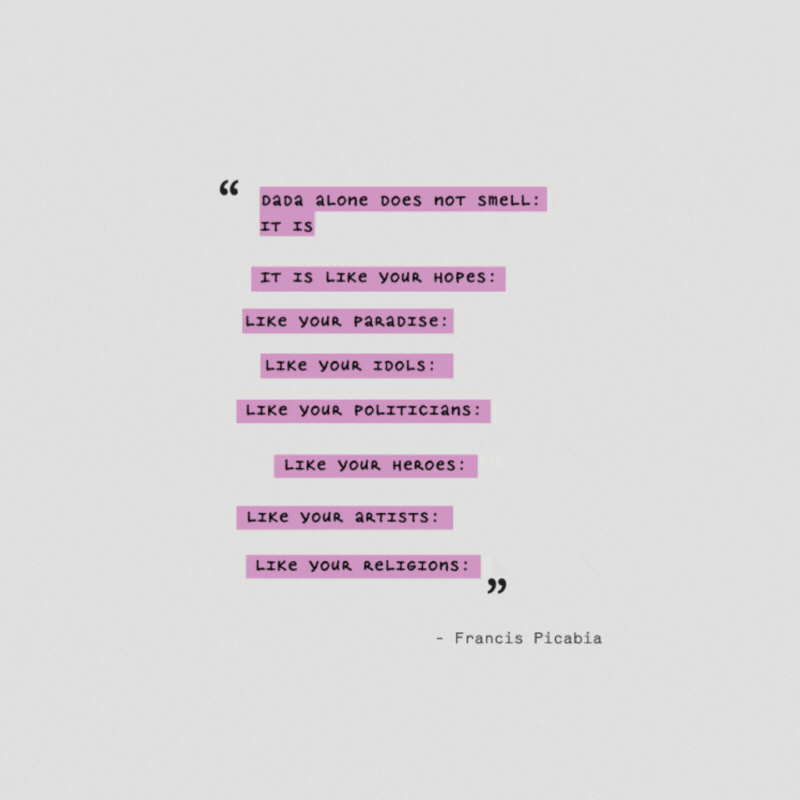 “ DADA ALONE DOES NOT SMELL:
IT IS
IT IS LIKE YOUR HOPES:
LIKE YOUR PARADISE:
LIKE YOUR IDOLS:
LIKE YOUR POLITICIANS:
LIKE YOUR HEROES:
LIKE YOUR ARTISTS:
LIKE YOUR RELIGIONS: ”
- Francis Picabia